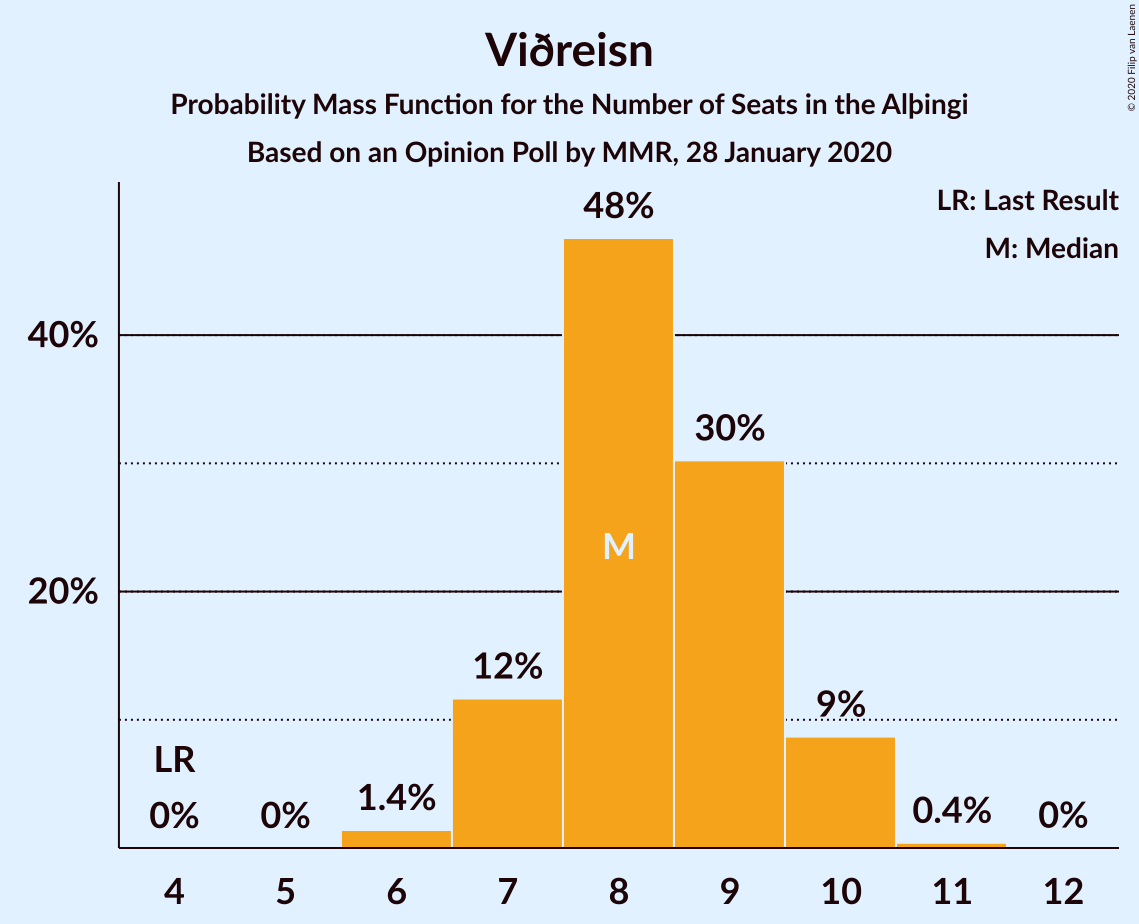 Viðreisn
Probability Mass Function for the Number of Seats in the Alþingi
Based on an Opinion Poll by MMR, 28 January 2020
© 2020 Filip van Laenen
LR: Last Result
M: Median
48%
40%
30%
M
20%
12%
9%
LR
0%
0%
1.4%
0.4%
0%
4 5 6 7 8 9 10 11 12